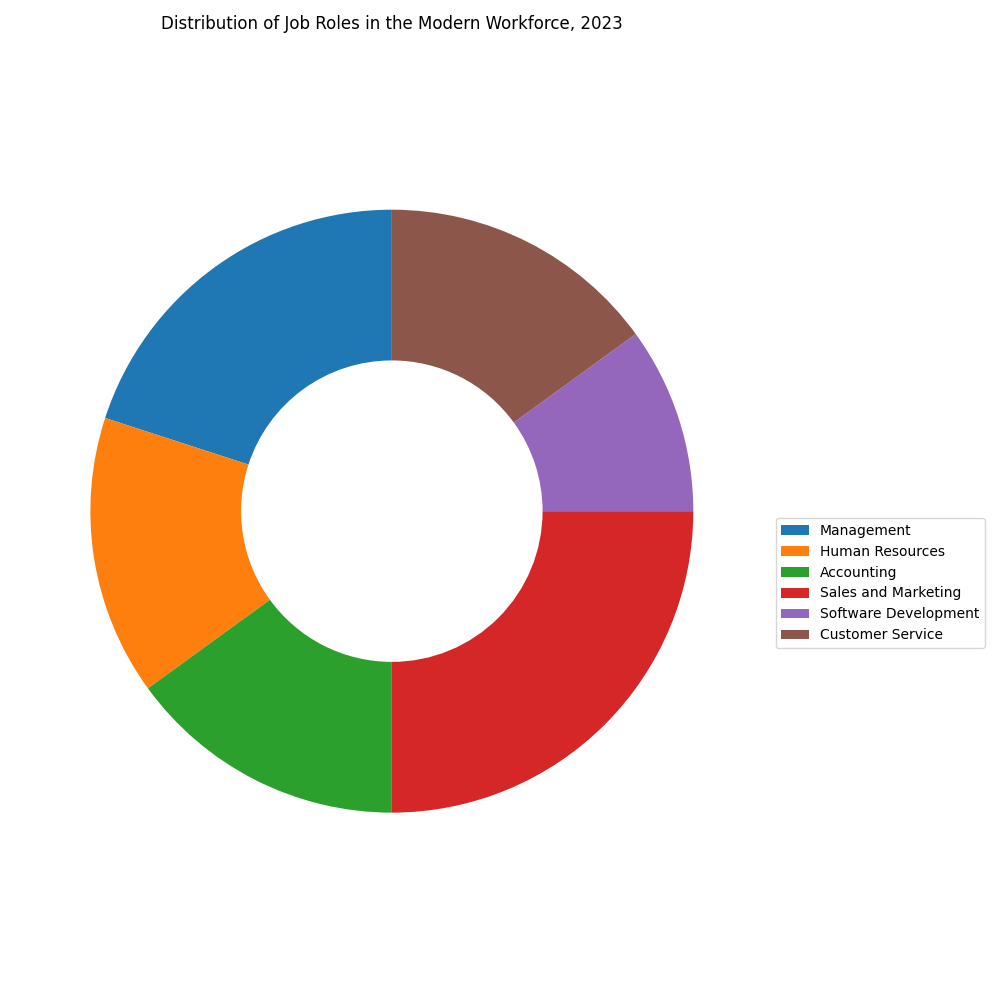 Distribution of Job Roles in the Modern Workforce, 2023
Management
Human Resources
Accounting
Sales and Marketing
Software Development
Customer Service